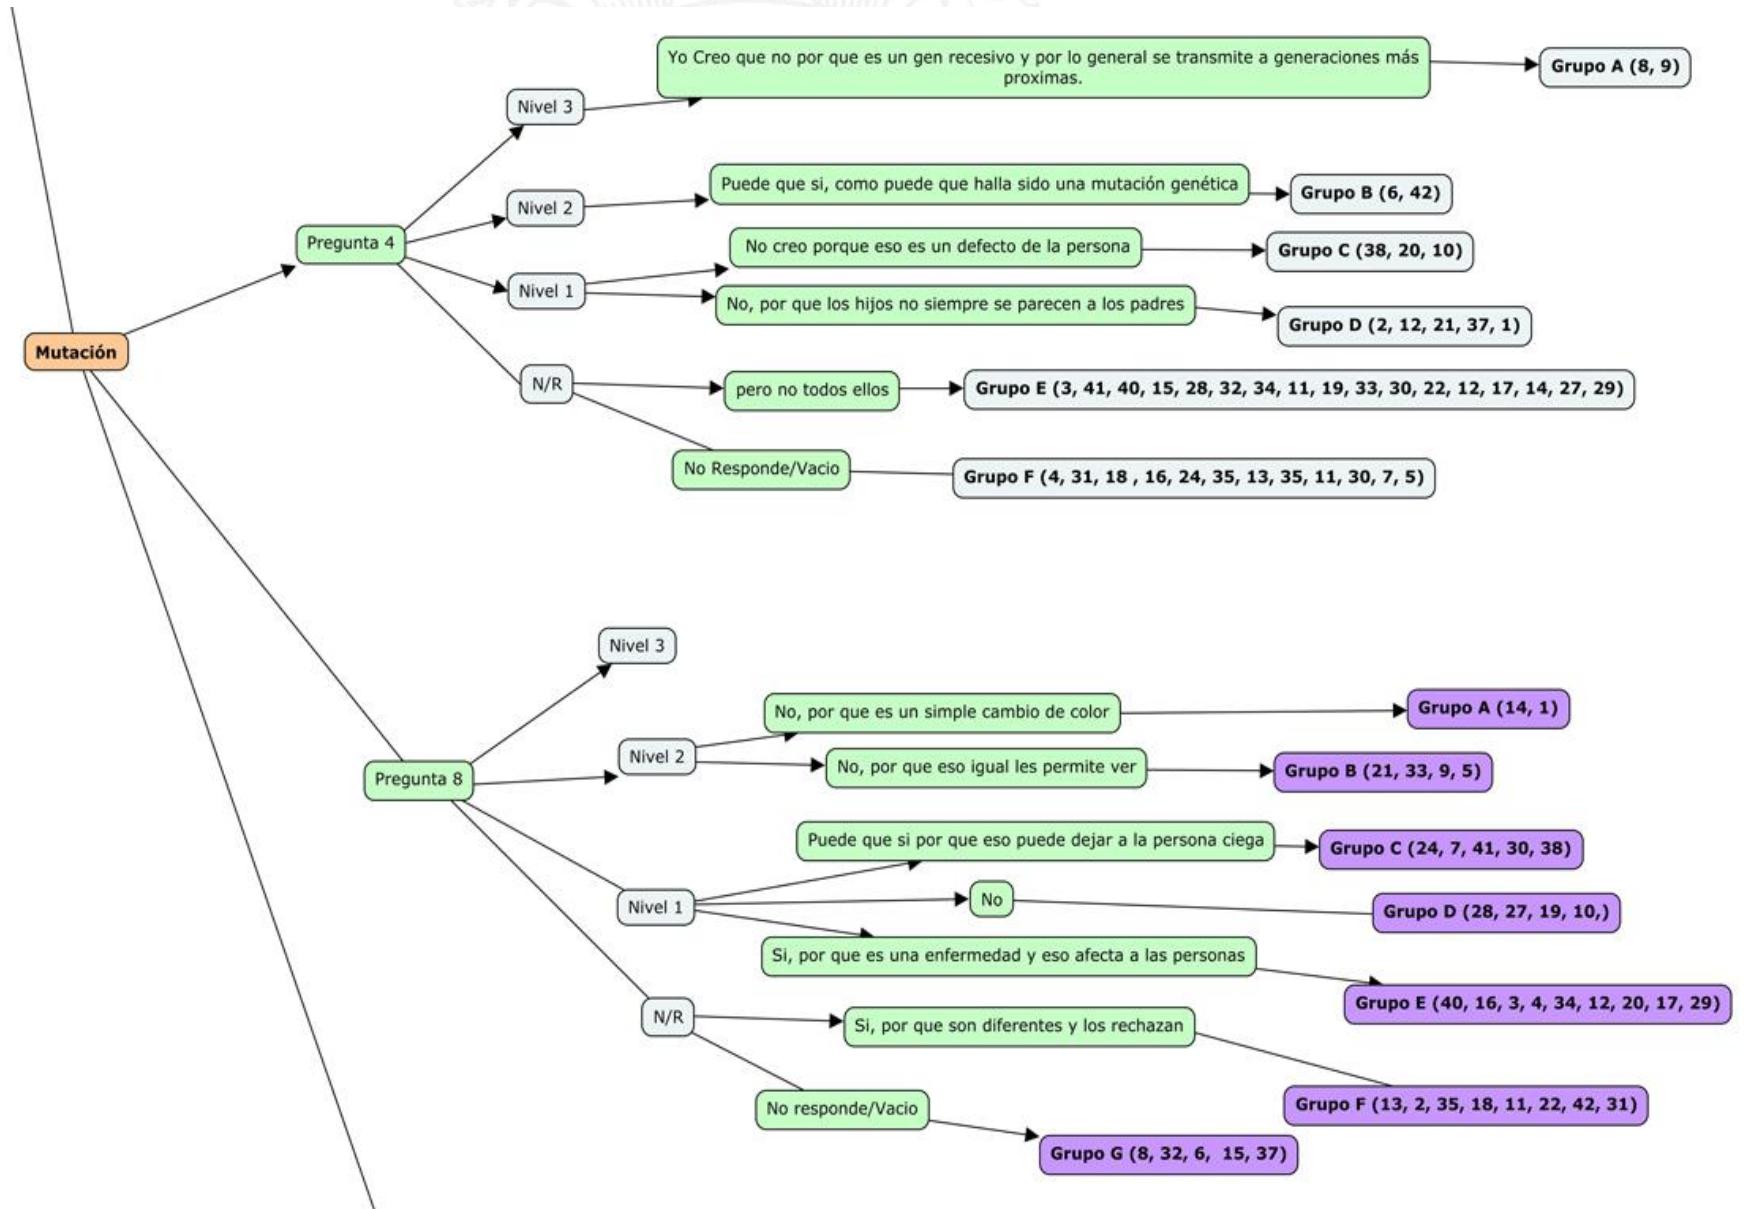 Yo Creo que no por que es un gen recesivo y por lo general se transmite a generaciones más
proximas.
Grupo A (8, 9)
Nivel 3
Puede que si, como puede que halla sido una mutación genética
Grupo B (6, 42)
Nivel 2
Pregunta 4
No creo porque eso es un defecto de la persona
Grupo C (38, 20, 10)
Nivel 1
No, por que los hijos no siempre se parecen a los padres
Grupo D (2, 12, 21, 37, 1)
Mutación
N/R
pero no todos ellos
Grupo E (3, 41, 40, 15, 28, 32, 34, 11, 19, 33, 30, 22, 12, 17, 14, 27, 29)
No Responde/Vacio
Grupo F (4, 31, 18 , 16, 24, 35, 13, 35, 11, 30, 7, 5)
Nivel 3
No, por que es un simple cambio de color
Grupo A (14, 1)
Nivel 2
No, por que eso igual les permite ver
Grupo B (21, 33, 9, 5)
Pregunta 8
Puede que si por que eso puede dejar a la persona ciega
Grupo C (24, 7, 41, 30, 38)
Nivel 1
No
Grupo D (28, 27, 19, 10,)
Si, por que es una enfermedad y eso afecta a las personas
Grupo E (40, 16, 3, 4, 34, 12, 20, 17, 29)
N/R
Si, por que son diferentes y los rechazan
Grupo F (13, 2, 35, 18, 11, 22, 42, 31)
No responde/Vacio
Grupo G (8, 32, 6,  15, 37)